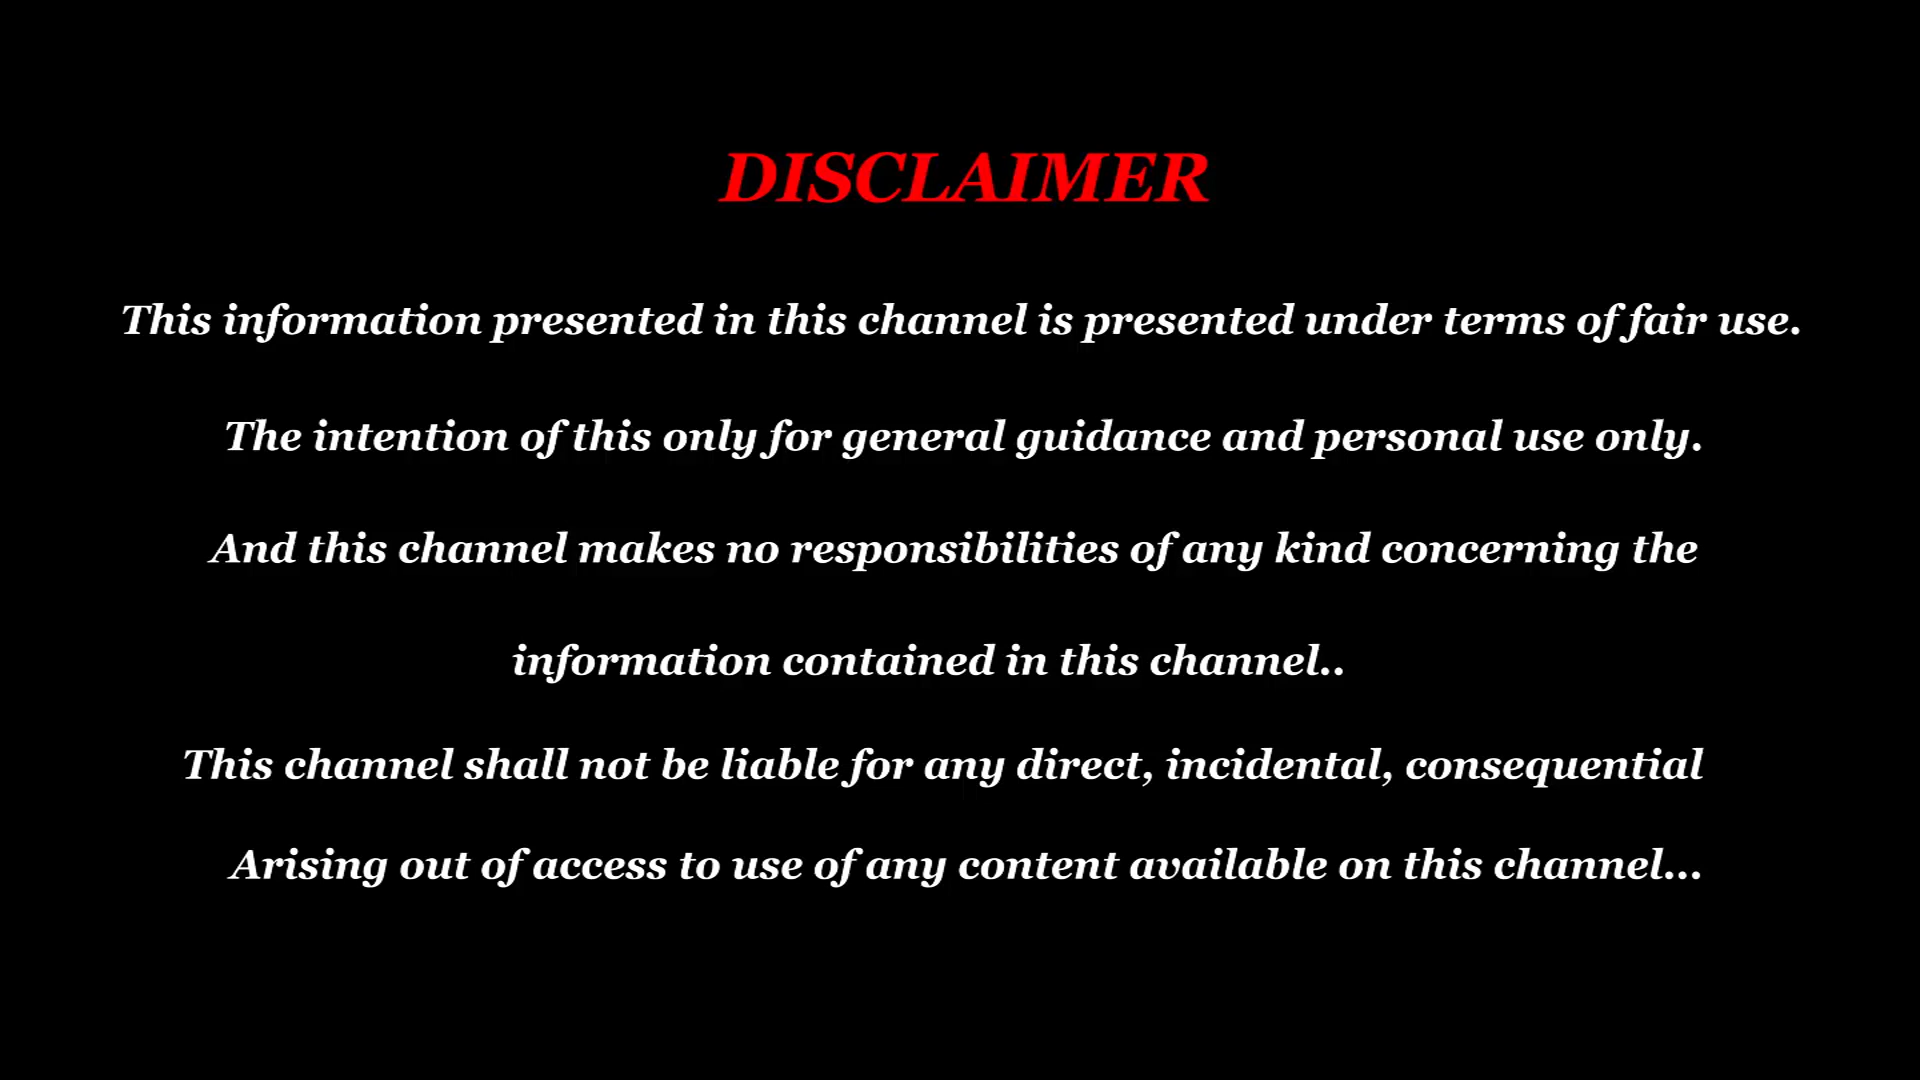 DISCLAIMER
This information presented in this channel is presented under terms of fair use.
The intention of this only for general guidance and personal use only.
And this channel makes no responsibilities of any kind concerning the
information contained in this channel..
This channel shall not be liable for any direct, incidental, consequential
Arising out of access to use of any content available on this channel...